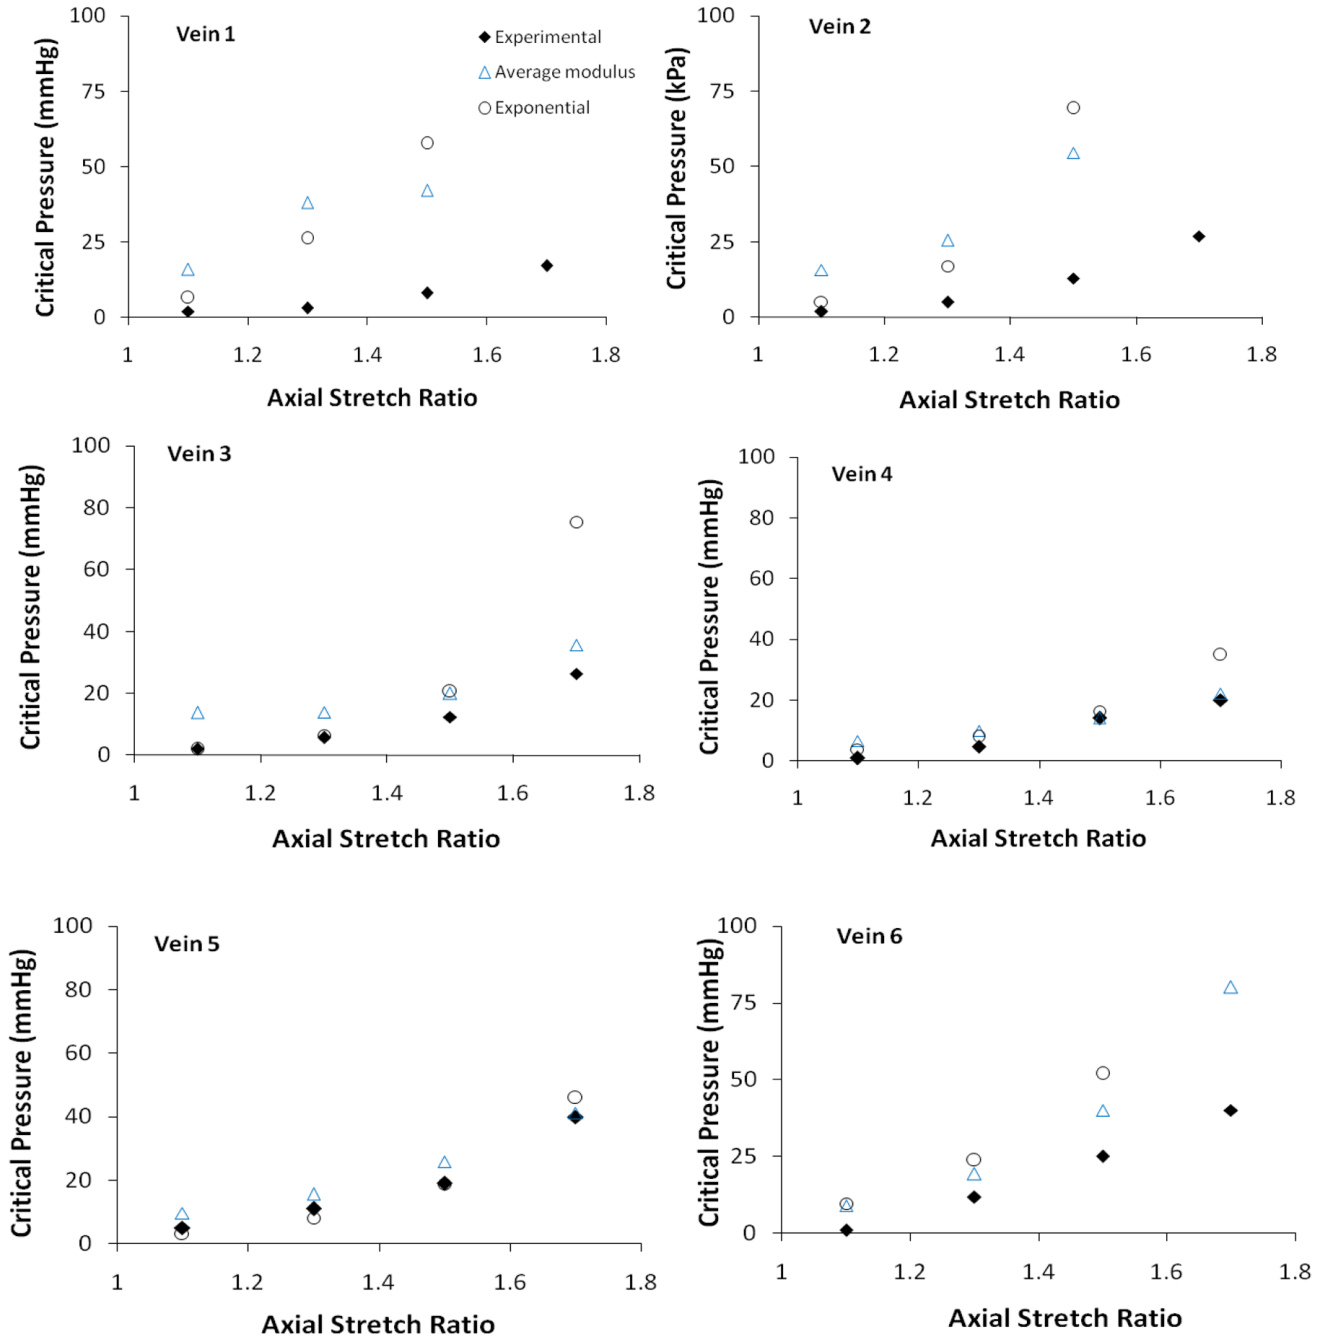 Vein 1
Experimental
Average modulus
Exponential
Critical Pressure (mmHg)
100
75
50
25
0
1 1.2 1.4 1.6 1.8
Axial Stretch Ratio
Vein 2
Critical Pressure (kPa)
100
75
50
25
0
1 1.2 1.4 1.6 1.8
Axial Stretch Ratio
Vein 3
Critical Pressure (mmHg)
100
80
60
40
20
0
1 1.2 1.4 1.6 1.8
Axial Stretch Ratio
Vein 4
Critical Pressure (mmHg)
100
80
60
40
20
0
1 1.2 1.4 1.6 1.8
Axial Stretch Ratio
Vein 5
Critical Pressure (mmHg)
100
80
60
40
20
0
1 1.2 1.4 1.6 1.8
Axial Stretch Ratio
Vein 6
Critical Pressure (mmHg)
100
75
50
25
0
1 1.2 1.4 1.6 1.8
Axial Stretch Ratio